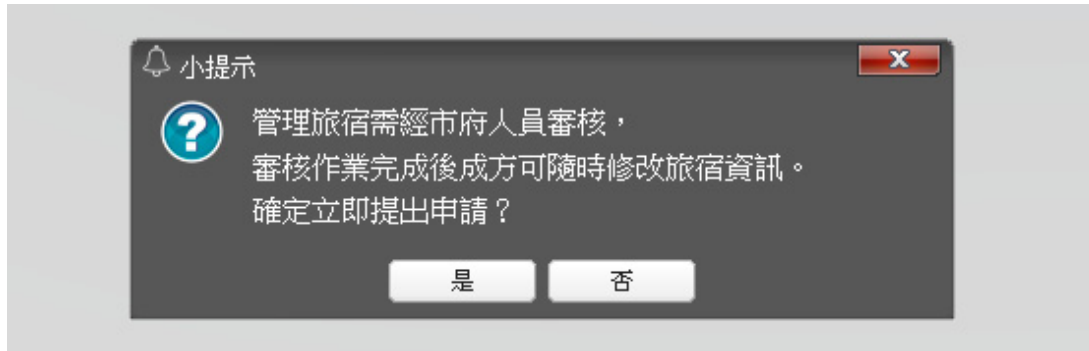 小提示
管理旅宿需經市府人員審核，
審核作業完成後成方可隨時修改旅宿資訊。
確定立即提出申請？
是
否